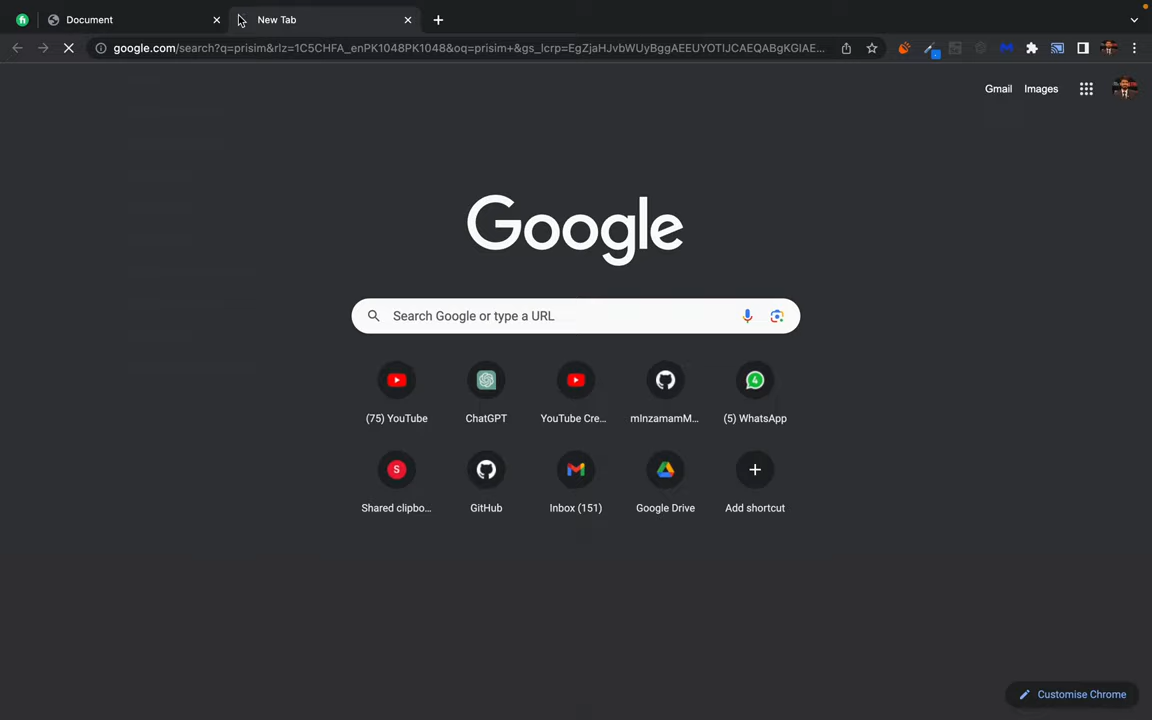 Document
New Tab
google.com/search?q=prisim&rlz=1C5CHFA_enPK1048PK1048&oq=prisim+&gs_lcrp=EgZjaHJvbWUyBggAEEUYOTIJCAEQABgKGIAE...
Gmail Images
Google
Search Google or type a URL
(75) YouTube
ChatGPT
YouTube Cre...
mInzamamM...
(5) WhatsApp
Shared clipbo...
GitHub
Inbox (151)
Google Drive
Add shortcut
Customise Chrome